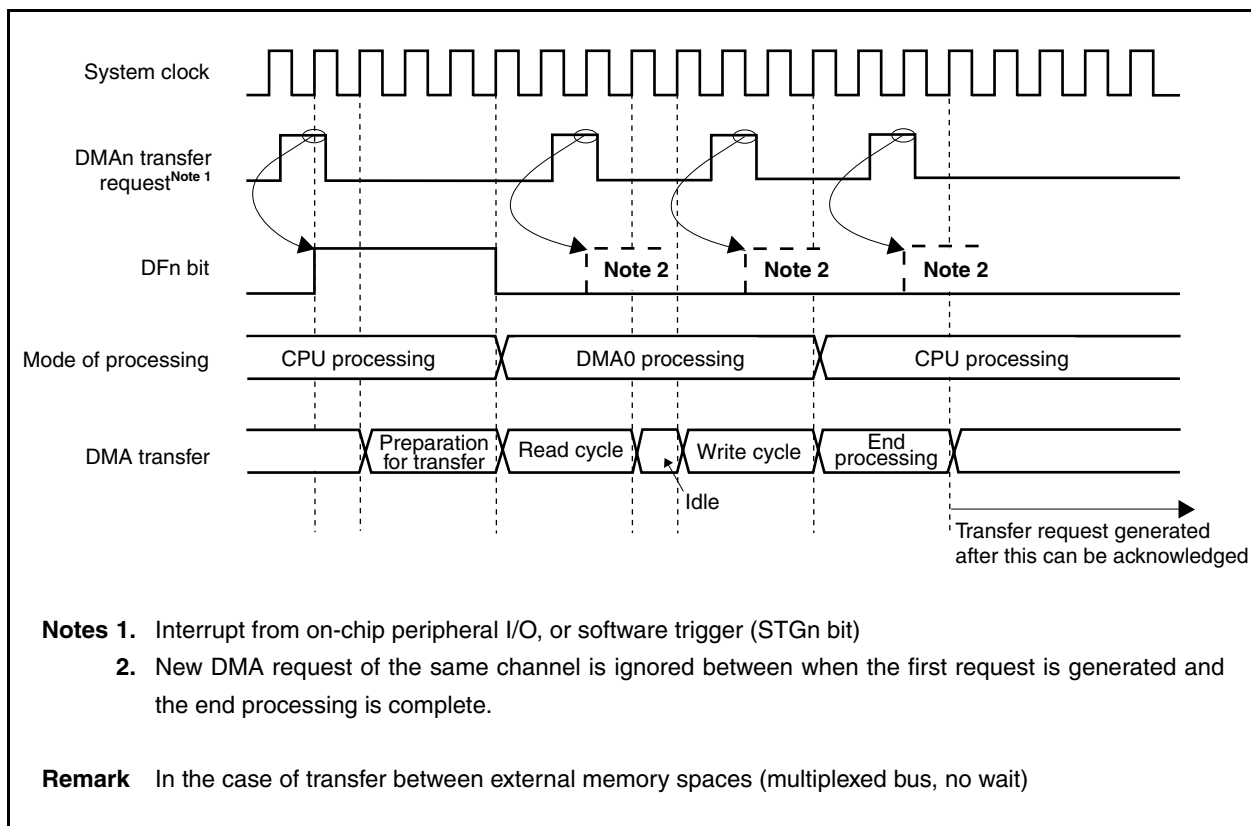 System clock
DMAn transfer
request Note 1
DFn bit
Note 2
Note 2
Note 2
Mode of processing
CPU processing
DMA0 processing
CPU processing
DMA transfer
Preparation
for transfer
Read cycle
Idle
Write cycle
End
processing
Transfer request generated
after this can be acknowledged
Notes 1. Interrupt from on-chip peripheral I/O, or software trigger (STGn bit)
2. New DMA request of the same channel is ignored between when the first request is generated and
the end processing is complete.
Remark In the case of transfer between external memory spaces (multiplexed bus, no wait)